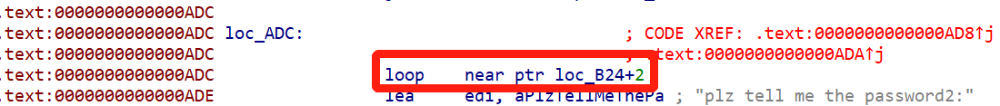 .text:0000000000000ADC
.text:0000000000000ADC loc_ADC: ; CODE XREF: .text:0000000000000AD8↑j
.text:0000000000000ADC ; .text:0000000000000ADA↑j
.text:0000000000000ADC loop near ptr loc_B24+2
.text:0000000000000ADE lea edi, aPlzTellMeThePa ; "plz tell me the password2:"